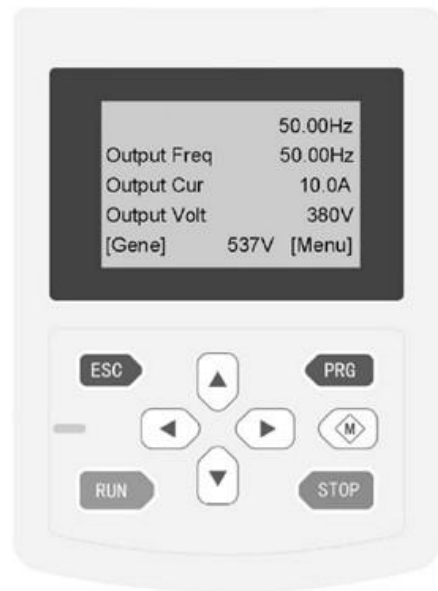 50.00Hz
Output Freq 50.00Hz
Output Cur 10.0A
Output Volt 380V
[Gene] 537V [Menu]
ESC PRG
M
RUN STOP